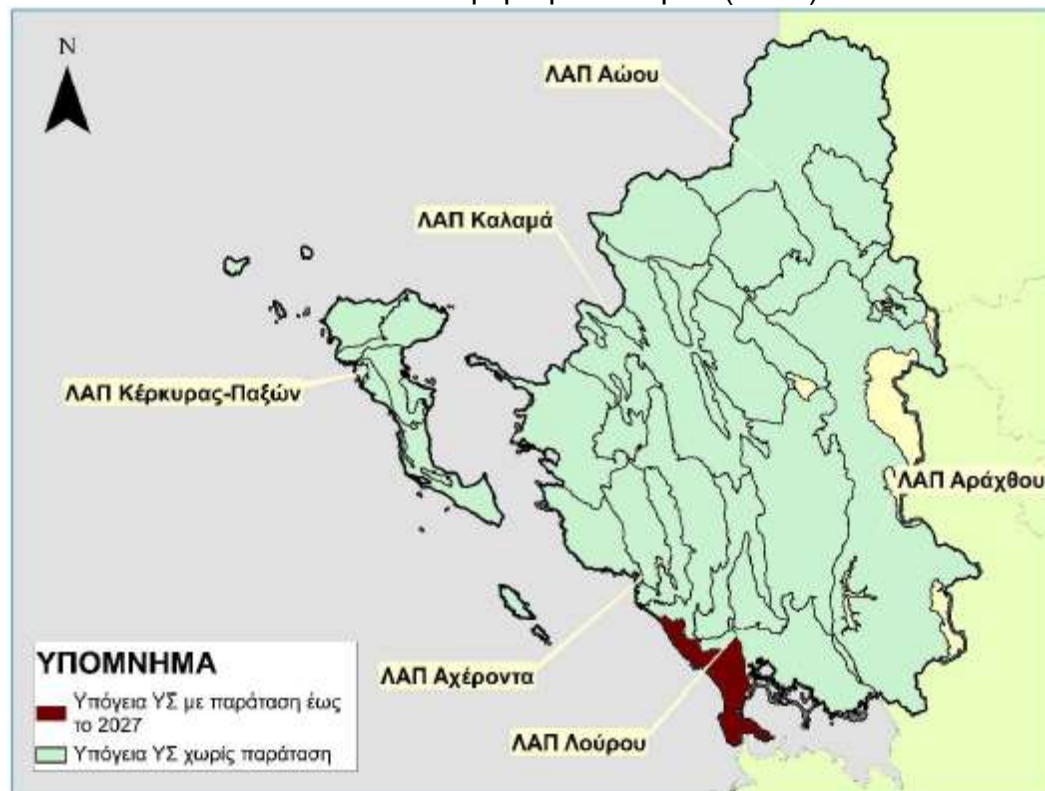 N
ΛΑΠ Αώου
ΛΑΠ Καλαμά
ΛΑΠ Κέρκυρας-Παξών
ΛΑΠ Αράχθου
ΛΑΠ Αχέροντα
ΛΑΠ Λούρου
ΥΠΟΜΝΗΜΑ
Υπόγεια ΥΣ με παράταση έως
το 2027
Υπόγεια ΥΣ χωρίς παράταση